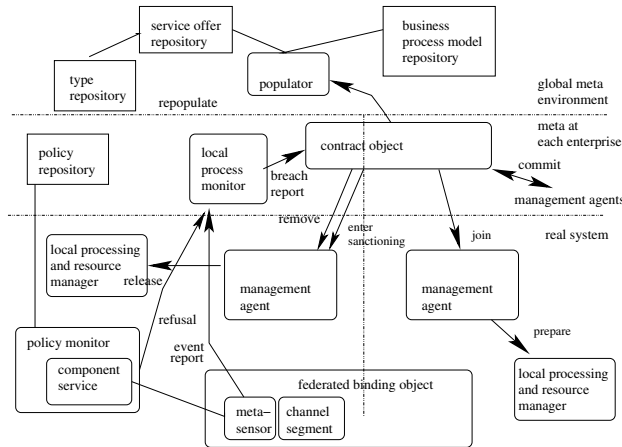 service offer
repository
business
process model
repository
type
repository
populator
global meta
environment
repopulate
meta at
each enterprise
policy
repository
local
process
monitor
contract object
breach
report
commit
management agents
remove
enter
sanctioning
join
real system
local processing
and resource
manager
release
management
agent
management
agent
refusal
prepare
policy monitor
event
report
component
service
federated binding object
local processing
and resource
manager
meta−
sensor
channel
segment